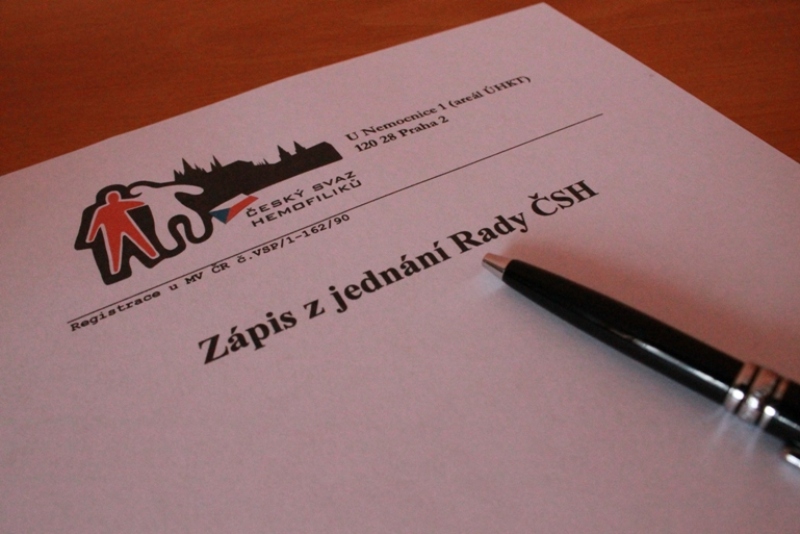 U Nemocnice 1 (areál ÚHKT)
120 28 Praha 2
ČESKÝ SVAZ
HEMOFILIKŮ
Registrace u MV ČR č.VSP/1-162/90
Zápis z jednání Rady ČSH